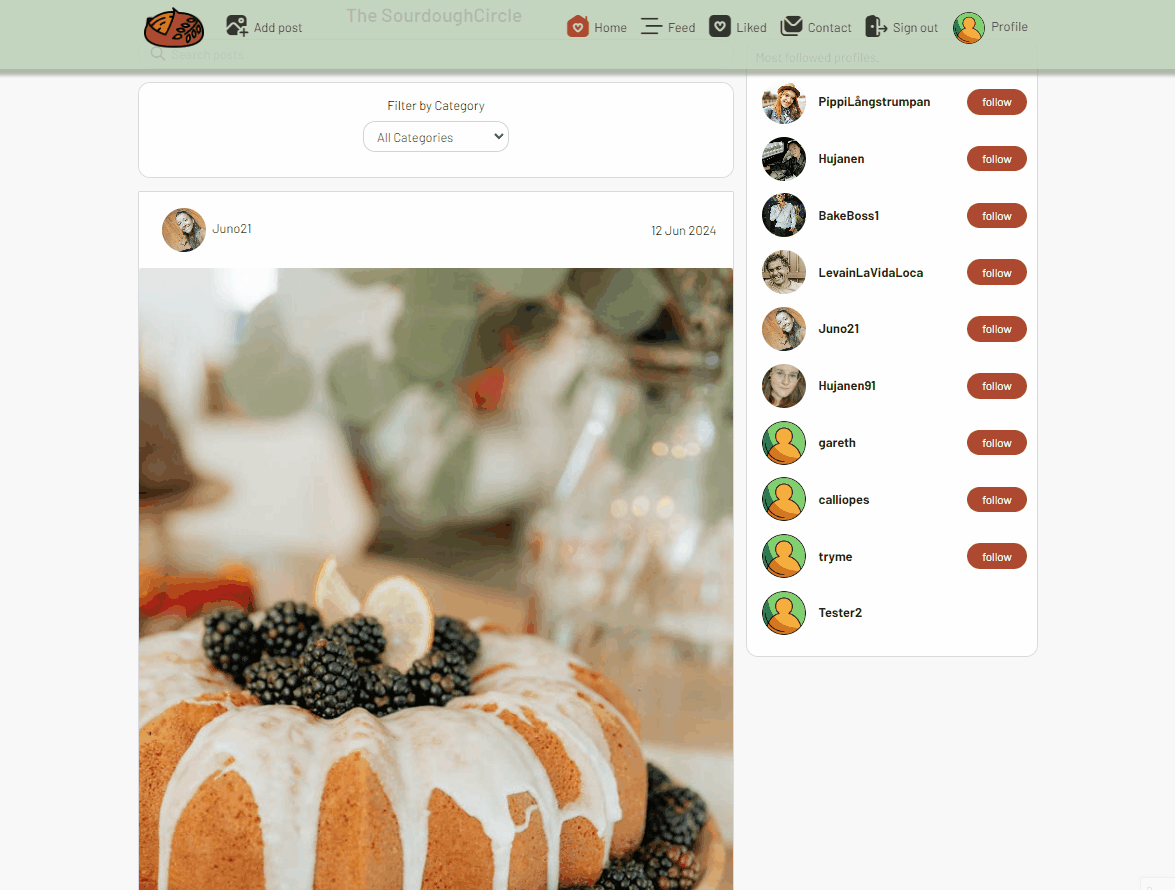 The SourdoughCircle
Add post
Home
Feed
Liked
Contact
Sign out
Profile
Search posts
Most followed profiles.
Filter by Category
All Categories
Juno21
12 Jun 2024
PippiLångstrumpan
follow
Hujanen
follow
BakeBoss1
follow
LevainLaVidaLoca
follow
Juno21
follow
Hujanen91
follow
gareth
follow
calliopes
follow
tryme
follow
Tester2